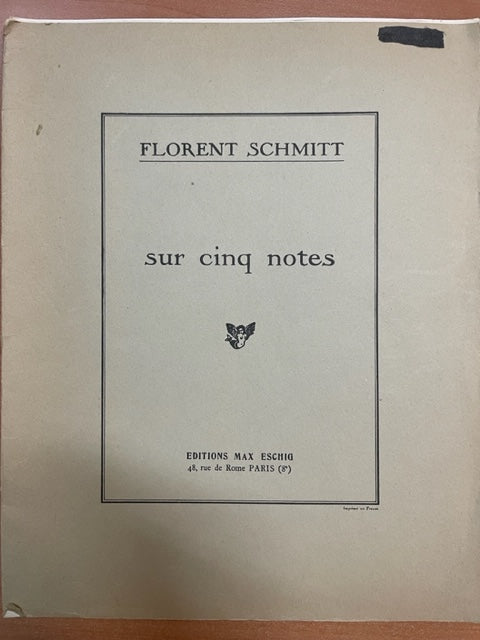 FLORENT SCHMITT
sur cinq notes
EDITIONS MAX ESCHIG
48, rue de Rome PARIS (8e)
Imprimé en France